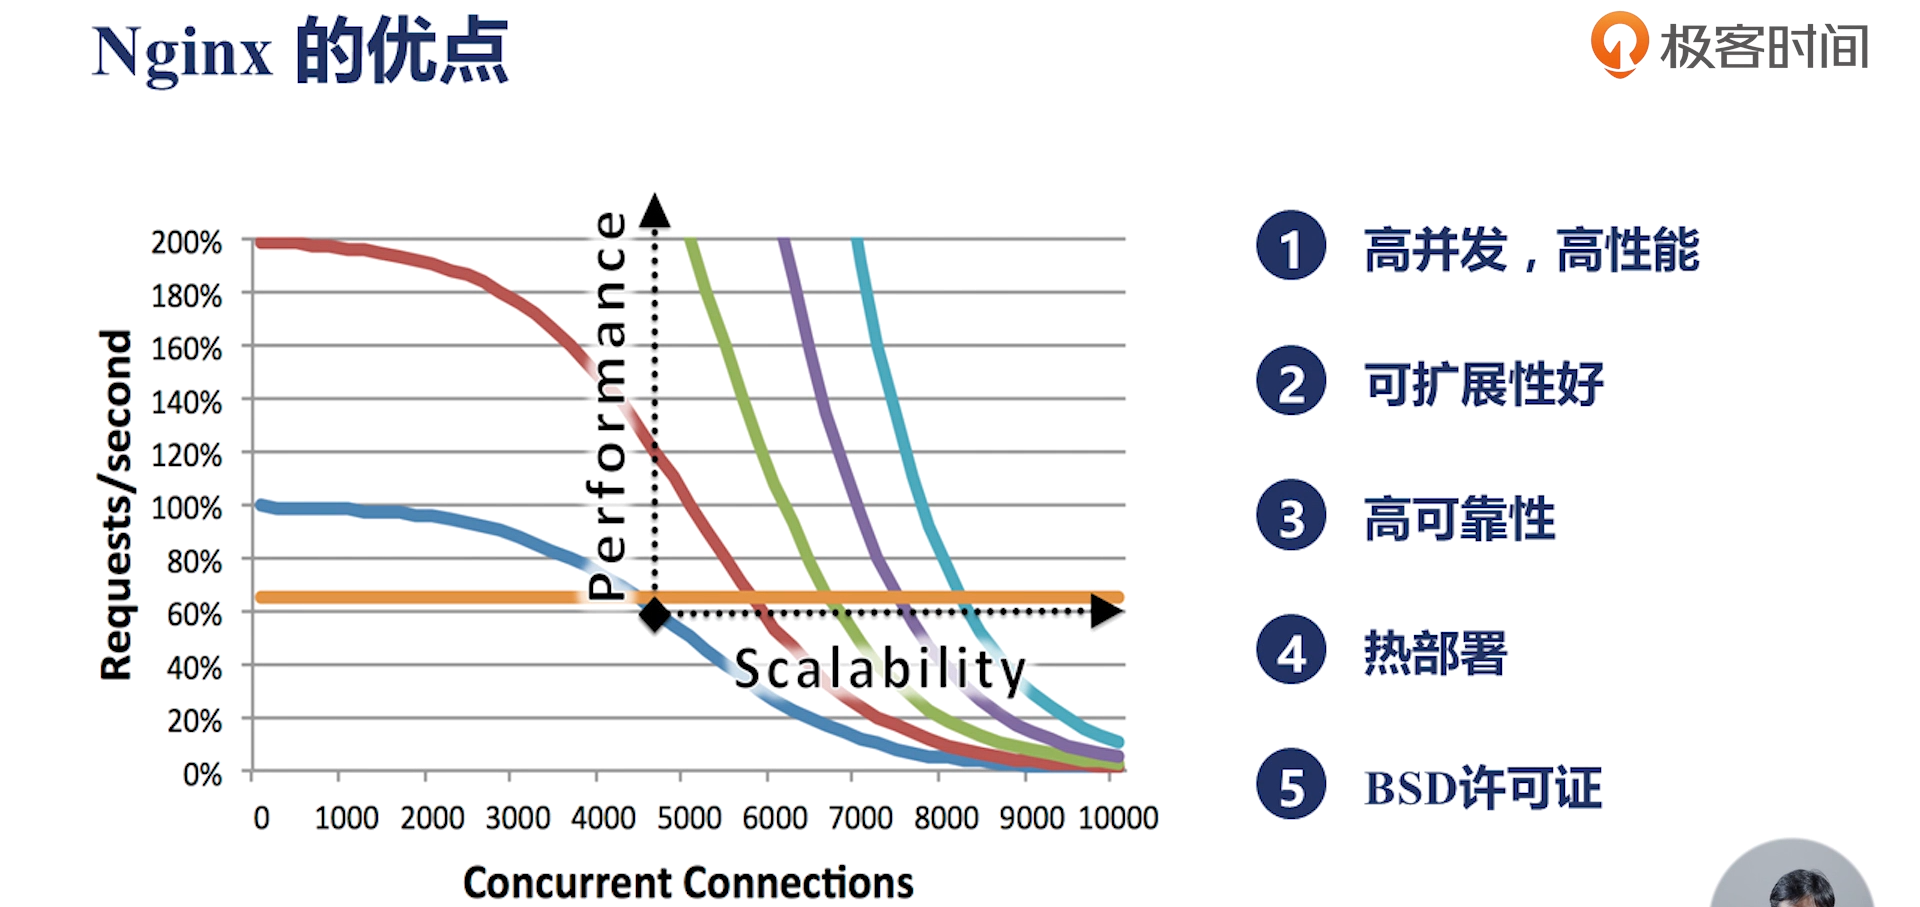 Nginx 的优点
极客时间
200%
180%
160%
140%
120%
100%
80%
60%
40%
20%
0%
Requests/second
Performance
Scalability
0 1000 2000 3000 4000 5000 6000 7000 8000 9000 10000
Concurrent Connections
1 高并发，高性能
2 可扩展性好
3 高可靠性
4 热部署
5 BSD许可证